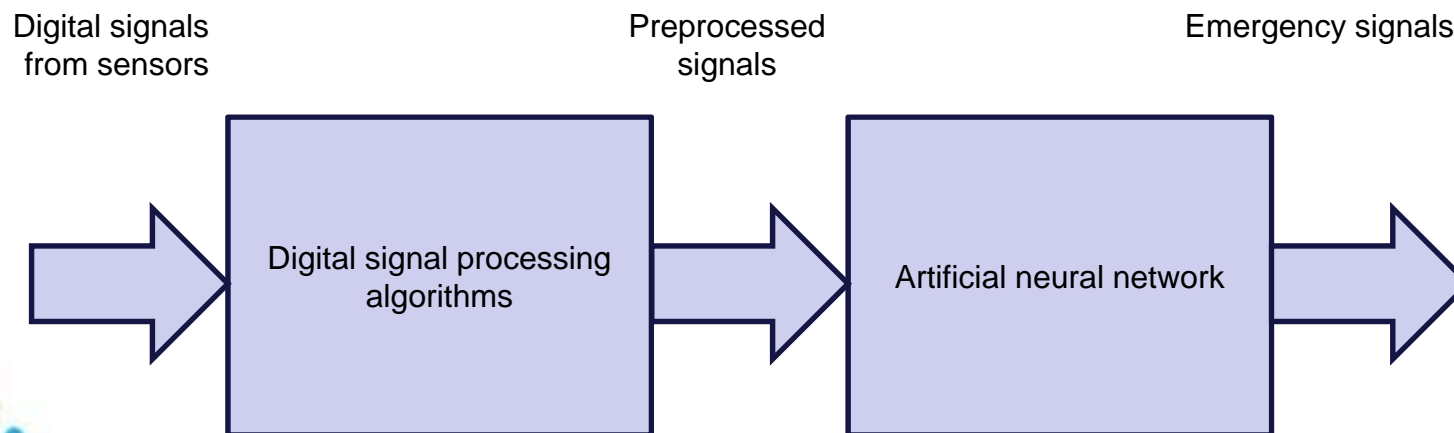 Digital signals
from sensors
Preprocessed
signals
Emergency signals
Digital signal processing
algorithms
Artificial neural network